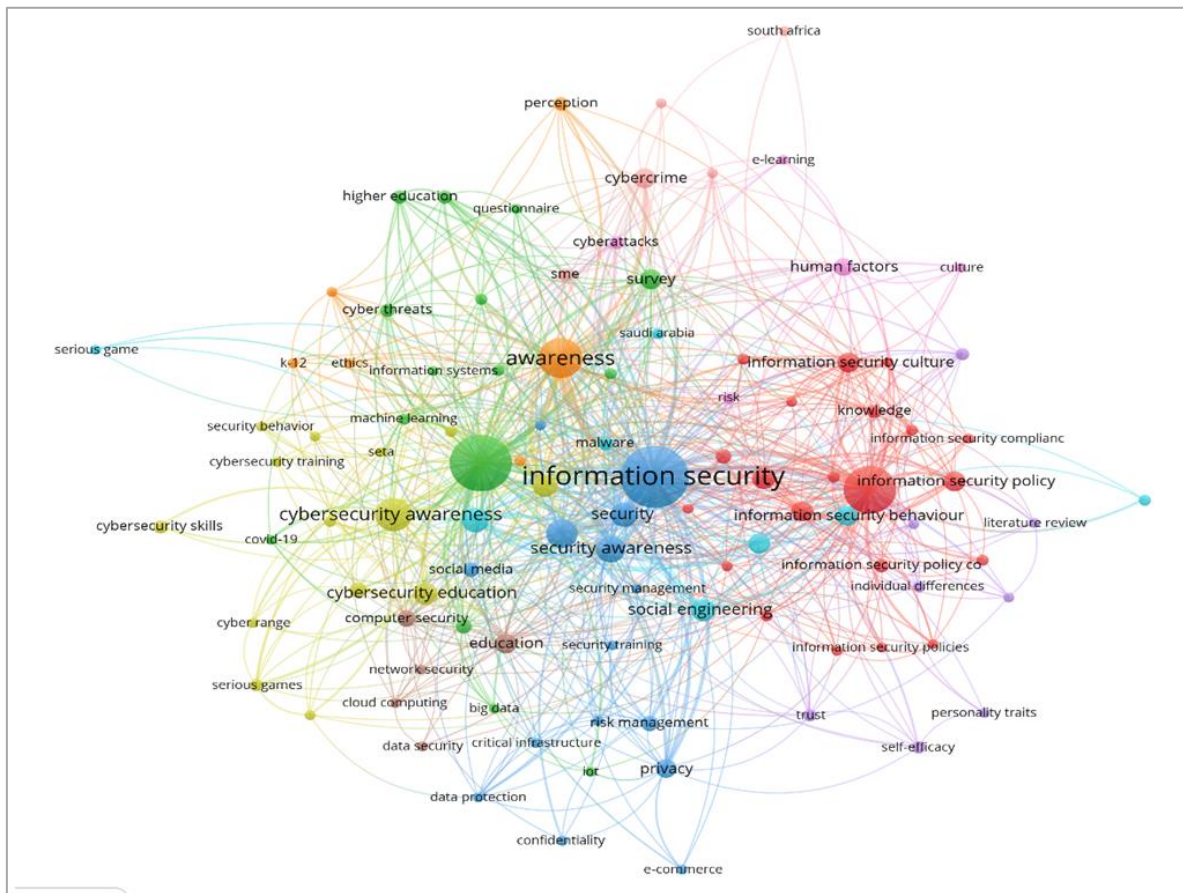 south africa
perception
e-learning
cybercrime
higher education
questionnaire
cyberattacks
human factors
culture
sme
survey
cyber threats
saudi arabia
serious game
awareness
k-12
ethics
information systems
information security culture
risk
machine learning
knowledge
security behavior
malware
information security complianc
seta
cybersecurity training
information security
information security policy
cybersecurity awareness
security
information security behaviour
literature review
cybersecurity skills
covid-19
security awareness
social media
information security policy co
individual differences
cybersecurity education
security management
social engineering
computer security
cyber range
education
security training
information security policies
network security
serious games
cloud computing
big data
risk management
trust
personality traits
data security
critical infrastructure
self-efficacy
iot
privacy
data protection
confidentiality
e-commerce